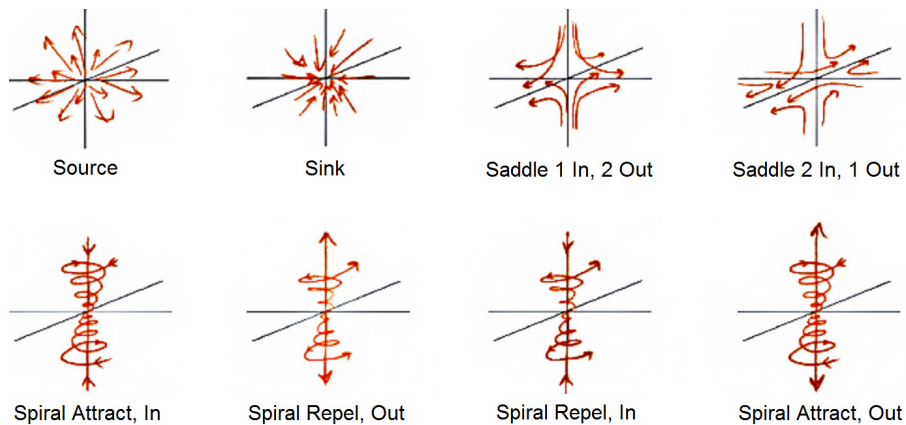 Source
Sink
Saddle 1 In, 2 Out
Saddle 2 In, 1 Out
Spiral Attract, In
Spiral Repel, Out
Spiral Repel, In
Spiral Attract, Out